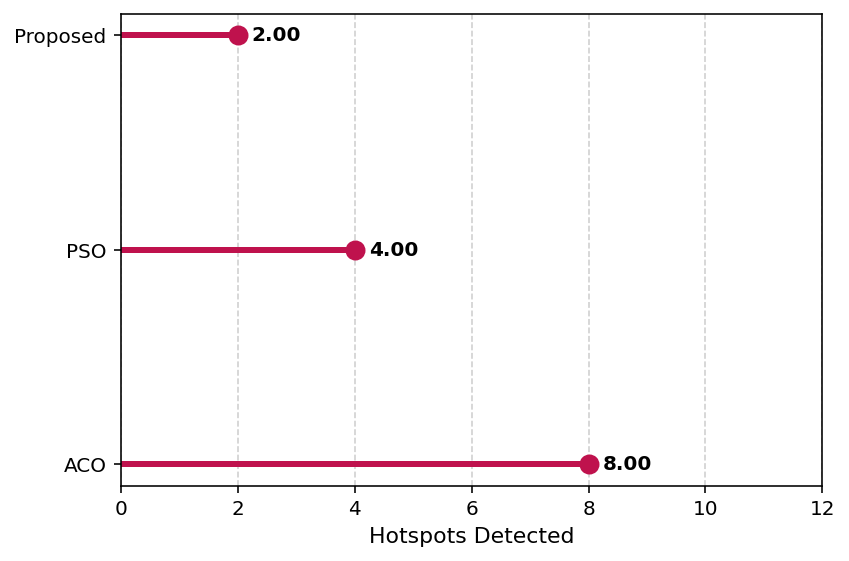 Proposed
2.00
PSO
4.00
ACO
8.00
0 2 4 6 8 10 12
Hotspots Detected